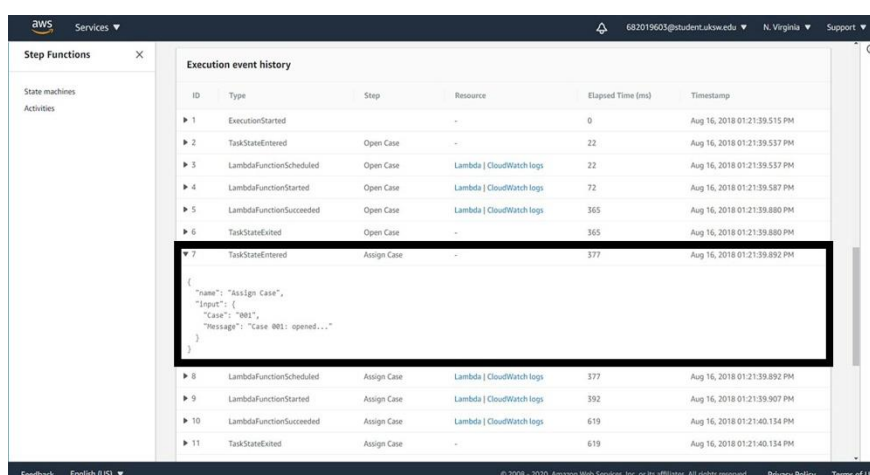 aws Services 682019603@student.uksw.edu N. Virginia Support
Step Functions X
State machines
Activities
Execution event history
ID Type Step Resource Elapsed Time (ms) Timestamp
1 ExecutionStarted - 0 Aug 16, 2018 01:21:39.515 PM
2 TaskStateEntered Open Case - 22 Aug 16, 2018 01:21:39.537 PM
3 LambdaFunctionScheduled Open Case Lambda | CloudWatch logs 22 Aug 16, 2018 01:21:39.537 PM
4 LambdaFunctionStarted Open Case Lambda | CloudWatch logs 72 Aug 16, 2018 01:21:39.587 PM
5 LambdaFunctionSucceeded Open Case Lambda | CloudWatch logs 365 Aug 16, 2018 01:21:39.880 PM
6 TaskStateExited Open Case - 365 Aug 16, 2018 01:21:39.880 PM
7 TaskStateEntered Assign Case - 377 Aug 16, 2018 01:21:39.892 PM
{
"name": "Assign Case",
"input": {
"Case": "001",
"Message": "Case 001: opened..."
}
}
8 LambdaFunctionScheduled Assign Case Lambda | CloudWatch logs 377 Aug 16, 2018 01:21:39.892 PM
9 LambdaFunctionStarted Assign Case Lambda | CloudWatch logs 392 Aug 16, 2018 01:21:39.907 PM
10 LambdaFunctionSucceeded Assign Case Lambda | CloudWatch logs 619 Aug 16, 2018 01:21:40.134 PM
11 TaskStateExited Assign Case - 619 Aug 16, 2018 01:21:40.134 PM
Feedback English (US) © 2008 - 2020, Amazon Web Services, Inc. or its affiliates. All rights reserved. Privacy Policy Terms of U